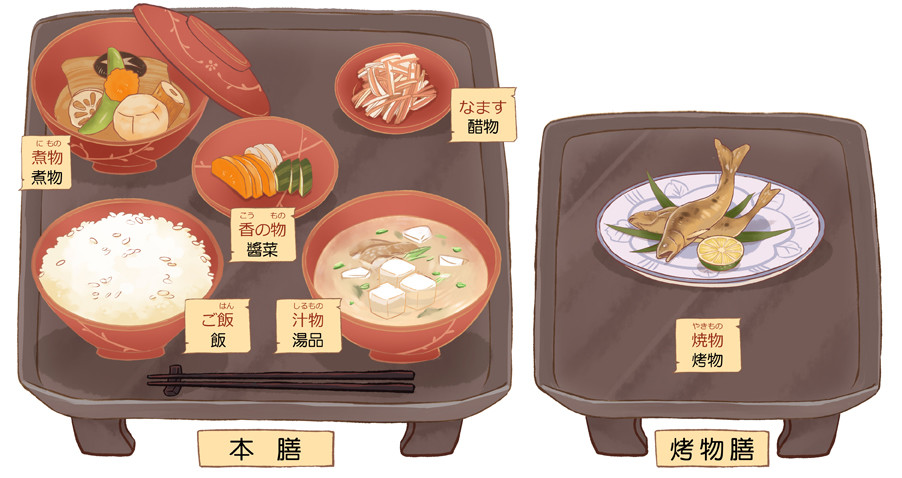 にもの
煮物
煮物
なます
醋物
こう もの
香の物
醬菜
はん
ご飯
飯
しるもの
汁物
湯品
本膳
やきもの
焼物
烤物
烤物膳